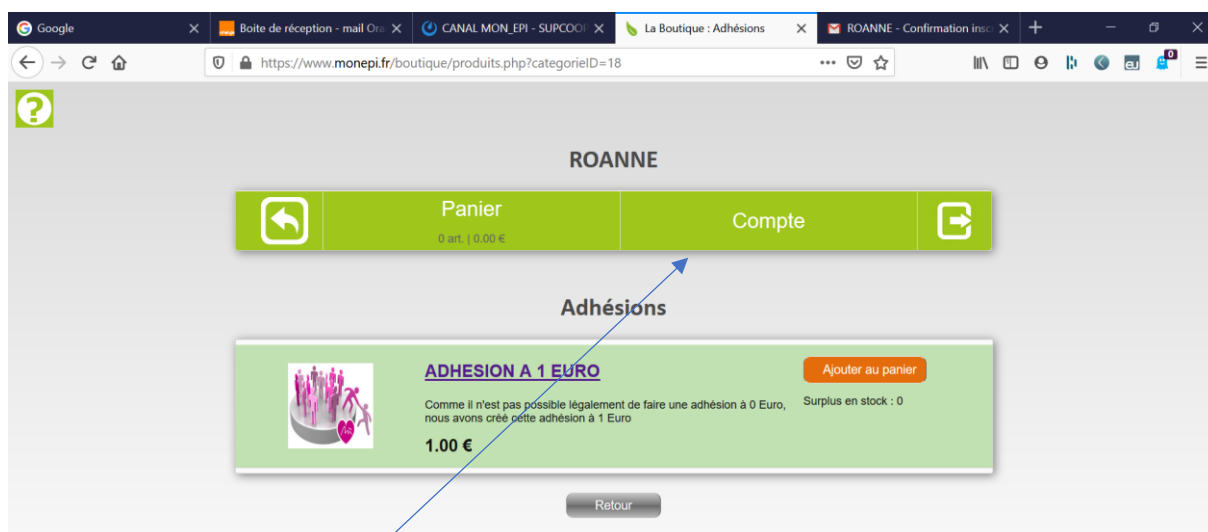 Google
Boite de réception - mail Ora
CANAL MON_EPI - SUPCOOP
La Boutique : Adhésions
ROANNE - Confirmation insc
https://www.monepi.fr/boutique/produits.php?categorieID=18
0
?
ROANNE
Panier
0 art. | 0.00 €
Compte
Adhésions
ADHESION A 1 EURO
Ajouter au panier
Comme il n'est pas possible légalement de faire une adhésion à 0 Euro,
nous avons créé cette adhésion à 1 Euro
Surplus en stock : 0
1.00 €
Retour